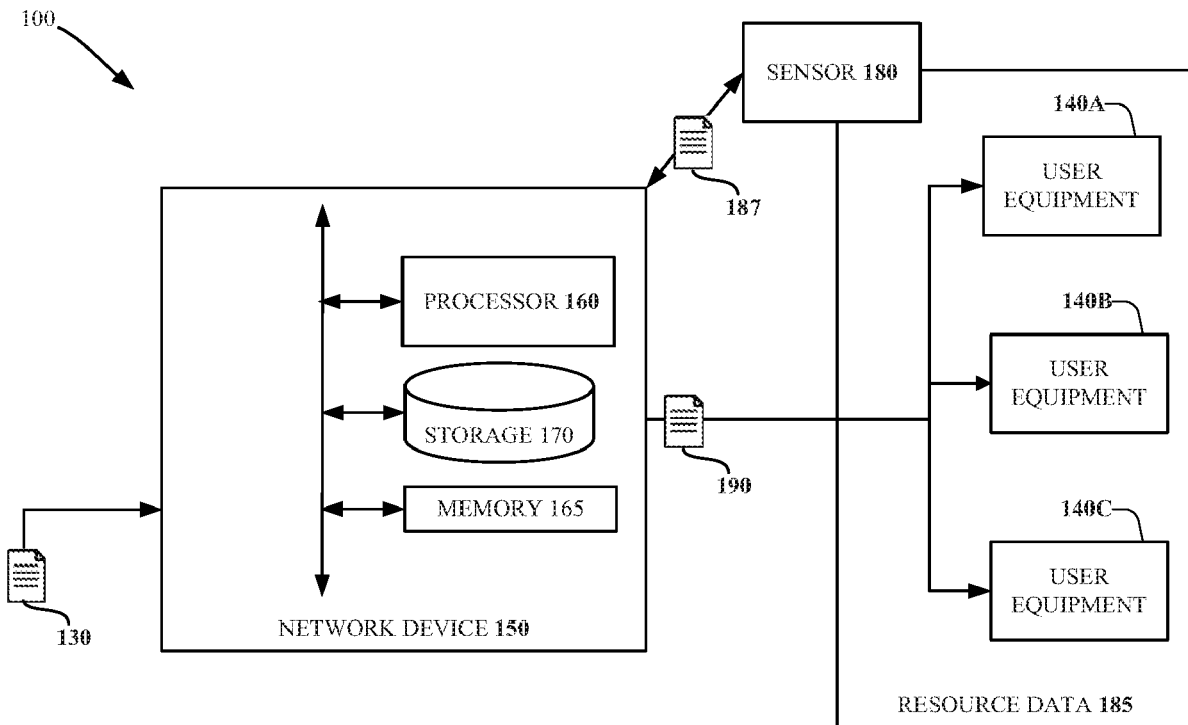 100
SENSOR 180
140A
USER
EQUIPMENT
187
PROCESSOR 160
140B
USER
EQUIPMENT
STORAGE 170
190
MEMORY 165
140C
USER
EQUIPMENT
130
NETWORK DEVICE 150
RESOURCE DATA 185